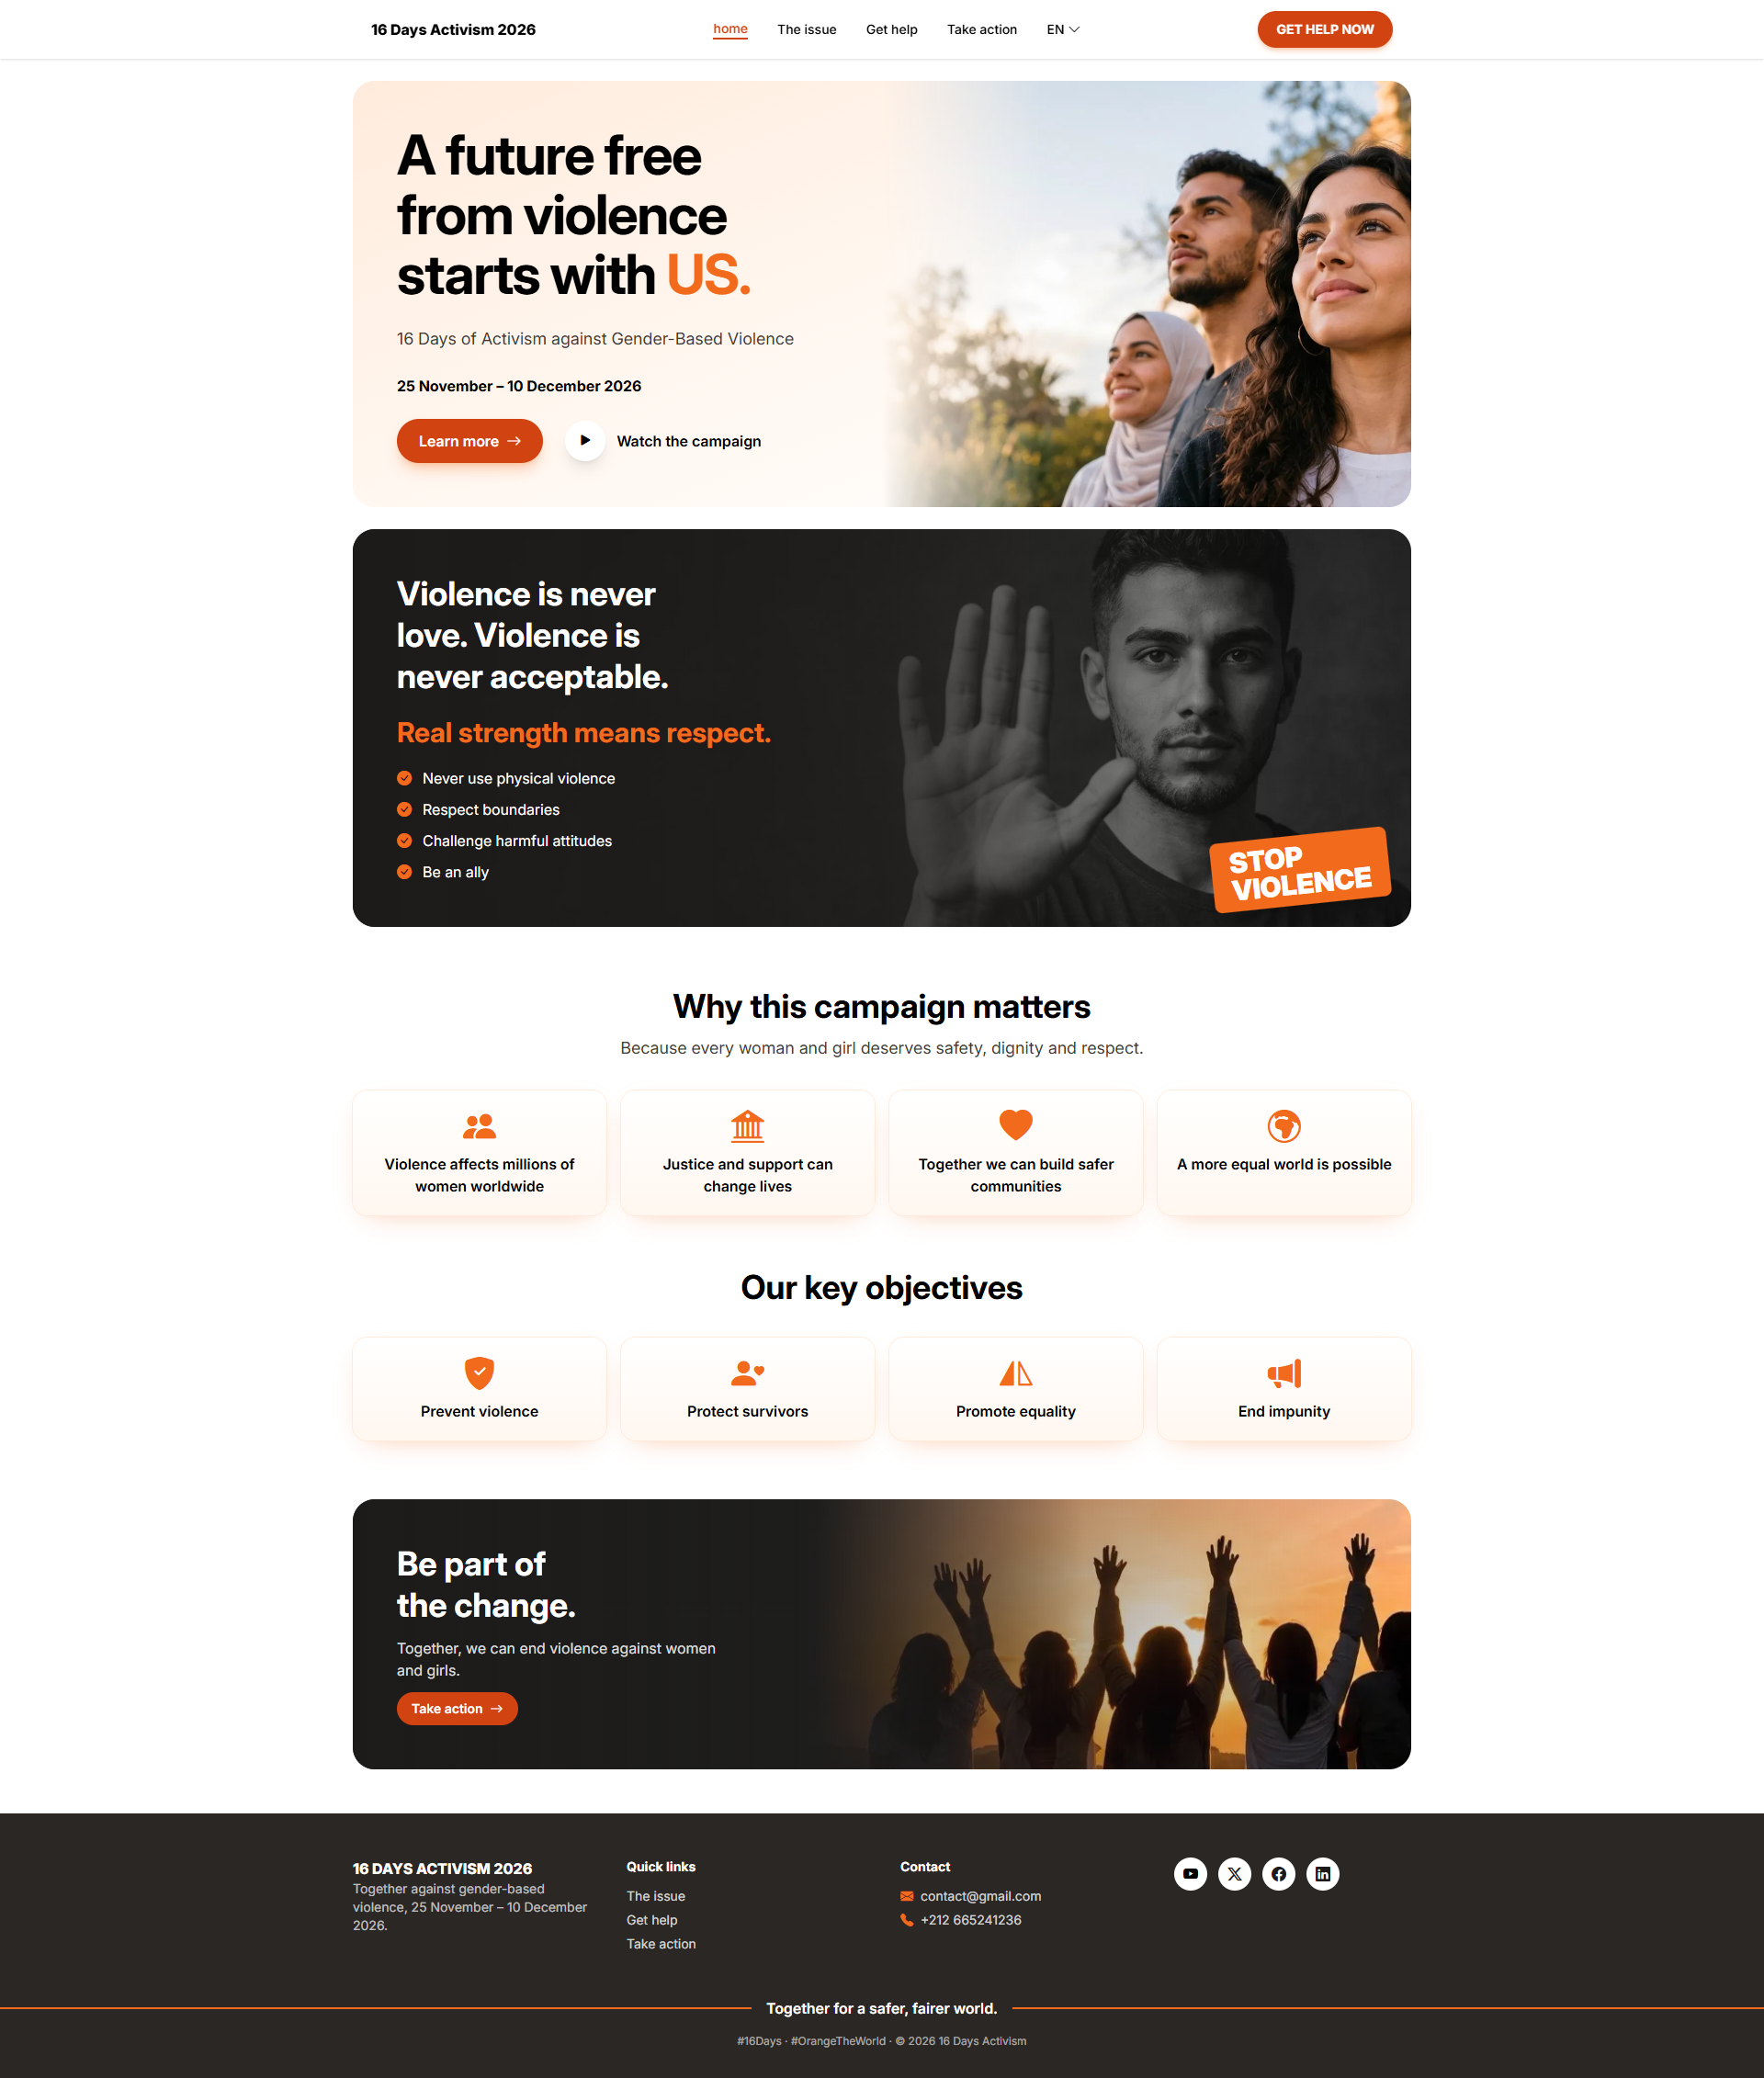 16 Days Activism 2026
home
The issue
Get help
Take action
EN
GET HELP NOW
A future free
from violence
starts with US.
16 Days of Activism against Gender-Based Violence
25 November – 10 December 2026
Learn more
Watch the campaign
Violence is never
love. Violence is
never acceptable.
Real strength means respect.
Never use physical violence
Respect boundaries
Challenge harmful attitudes
Be an ally
STOP
VIOLENCE
Why this campaign matters
Because every woman and girl deserves safety, dignity and respect.
Violence affects millions of
women worldwide
Justice and support can
change lives
Together we can build safer
communities
A more equal world is possible
Our key objectives
Prevent violence
Protect survivors
Promote equality
End impunity
Be part of
the change.
Together, we can end violence against women
and girls.
Take action
16 DAYS ACTIVISM 2026
Together against gender-based
violence, 25 November – 10 December
2026.
Quick links
The issue
Get help
Take action
Contact
contact@gmail.com
+212 665241236
Together for a safer, fairer world.
#16Days · #OrangeTheWorld · © 2026 16 Days Activism